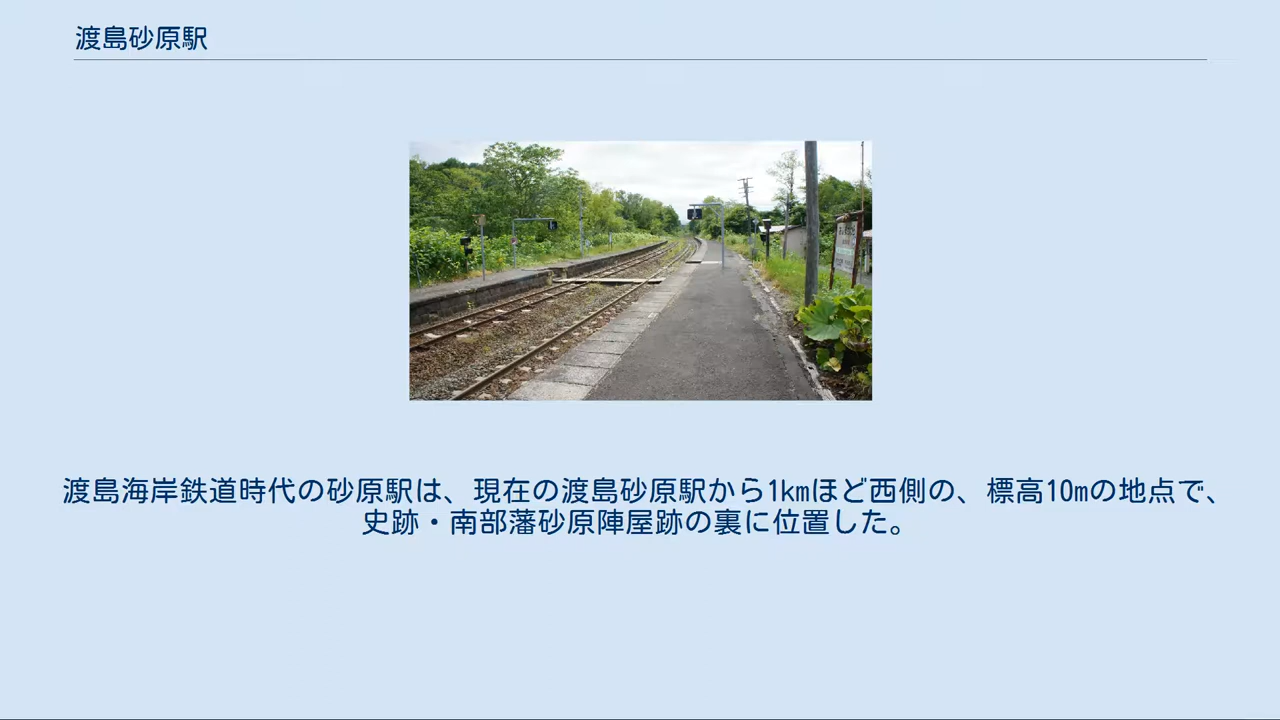 渡島砂原駅
渡島海岸鉄道時代の砂原駅は、現在の渡島砂原駅から1kmほど西側の、標高10mの地点で、
史跡・南部藩砂原陣屋跡の裏に位置した。